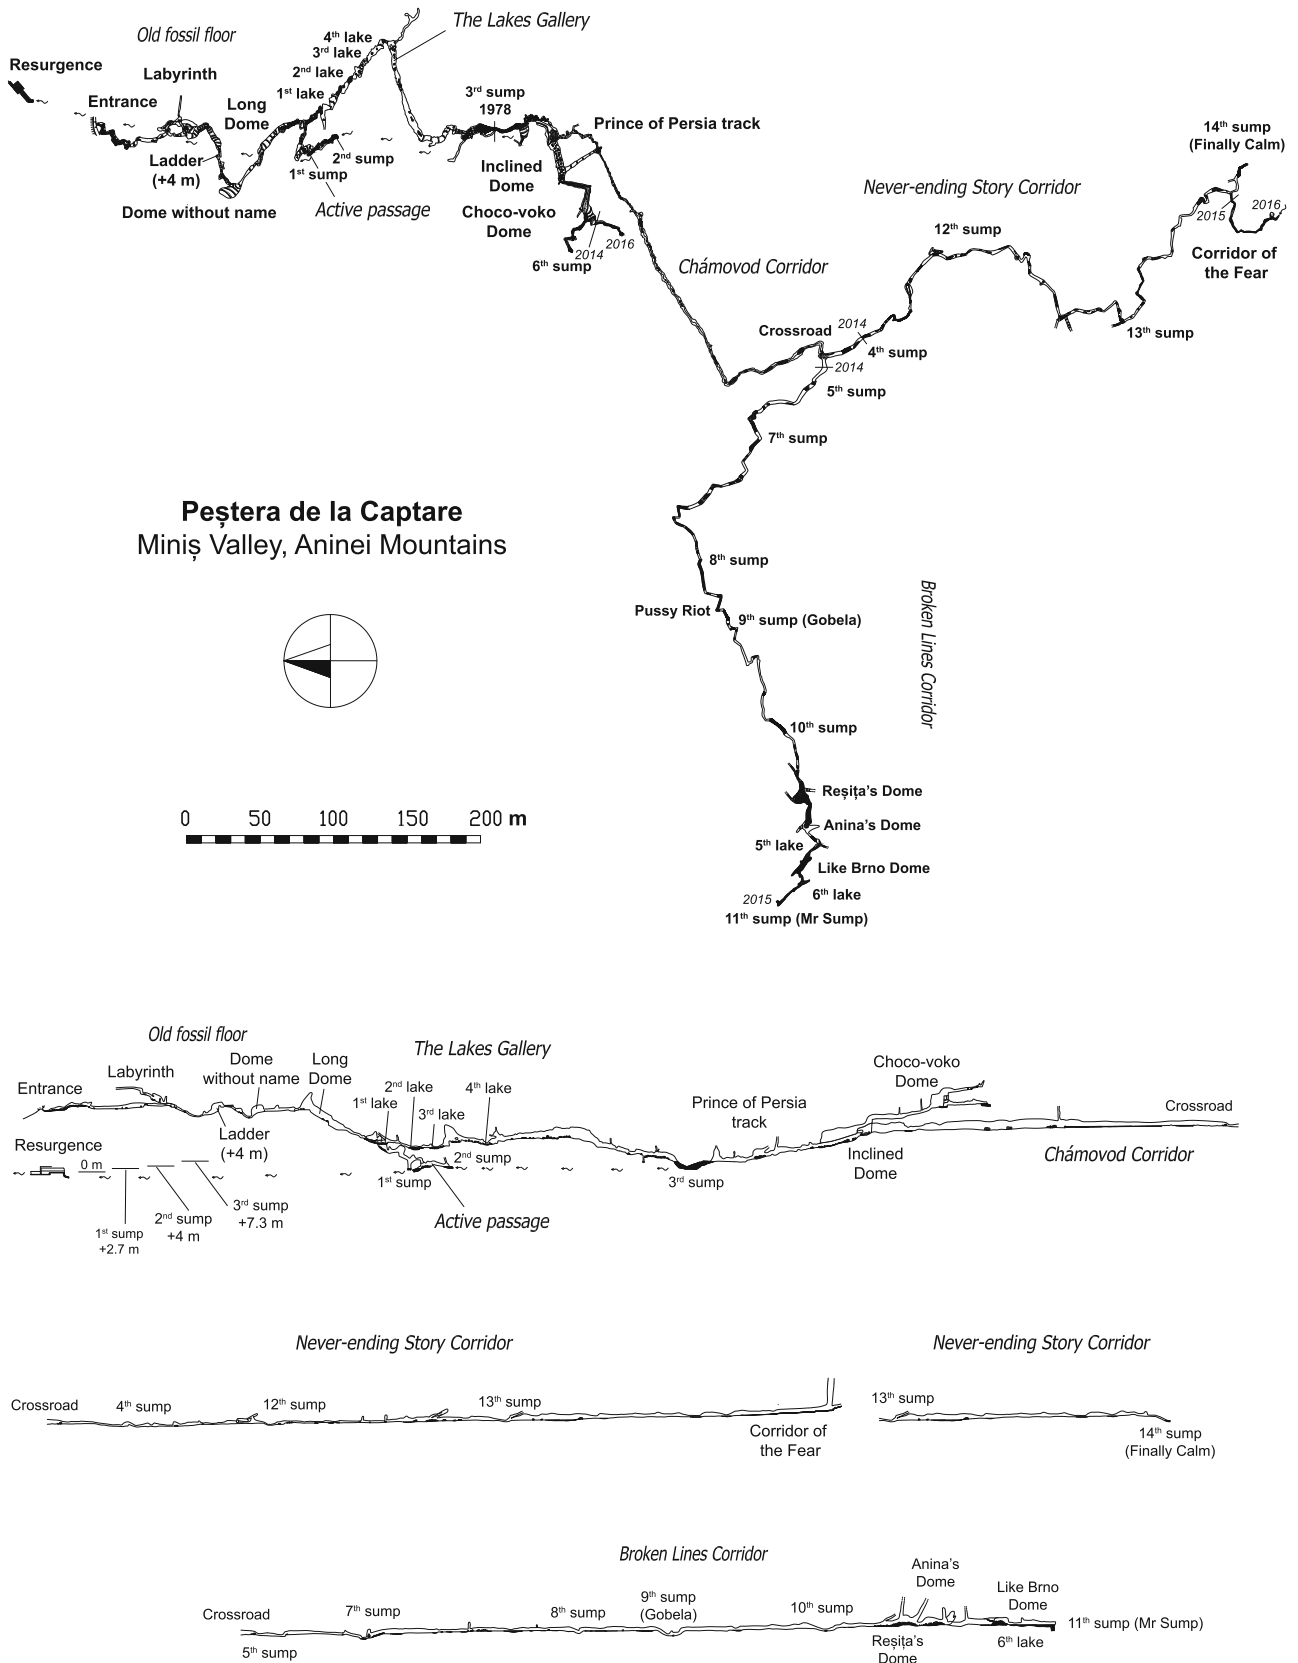 Old fossil floor
The Lakes Gallery
4th lake
3rd lake
2nd lake
1st lake
Resurgence
Labyrinth
Entrance
Long
Dome
3rd sump
1978
Prince of Persia track
14th sump
(Finally Calm)
Ladder
(+4 m)
2nd sump
1st sump
Inclined
Dome
Dome without name
Active passage
Choco-voko
Dome
2014
2016
6th sump
Never-ending Story Corridor
12th sump
2015
2016
Corridor of
the Fear
Chámovod Corridor
Crossroad
2014
4th sump
13th sump
2014
5th sump
7th sump
Peștera de la Captare
Miniș Valley, Aninei Mountains
8th sump
Pussy Riot
9th sump (Gobela)
Broken Lines Corridor
10th sump
Reșița's Dome
Anina's Dome
5th lake
Like Brno Dome
6th lake
2015
11th sump (Mr Sump)
0 50 100 150 200 m
Old fossil floor
The Lakes Gallery
Entrance
Labyrinth
Dome
without name
Long
Dome
1st lake
2nd lake
3rd lake
4th lake
Choco-voko
Dome
Prince of Persia
track
Crossroad
Resurgence
0 m
Ladder
(+4 m)
2nd sump
1st sump
3rd sump
Inclined
Dome
Chámovod Corridor
1st sump
+2.7 m
2nd sump
+4 m
3rd sump
+7.3 m
Active passage
Never-ending Story Corridor
Never-ending Story Corridor
Crossroad
4th sump
12th sump
13th sump
Corridor of
the Fear
13th sump
14th sump
(Finally Calm)
Broken Lines Corridor
Crossroad
5th sump
7th sump
8th sump
9th sump
(Gobela)
10th sump
Anina's
Dome
Reșița's
Dome
Like Brno
Dome
6th lake
11th sump (Mr Sump)